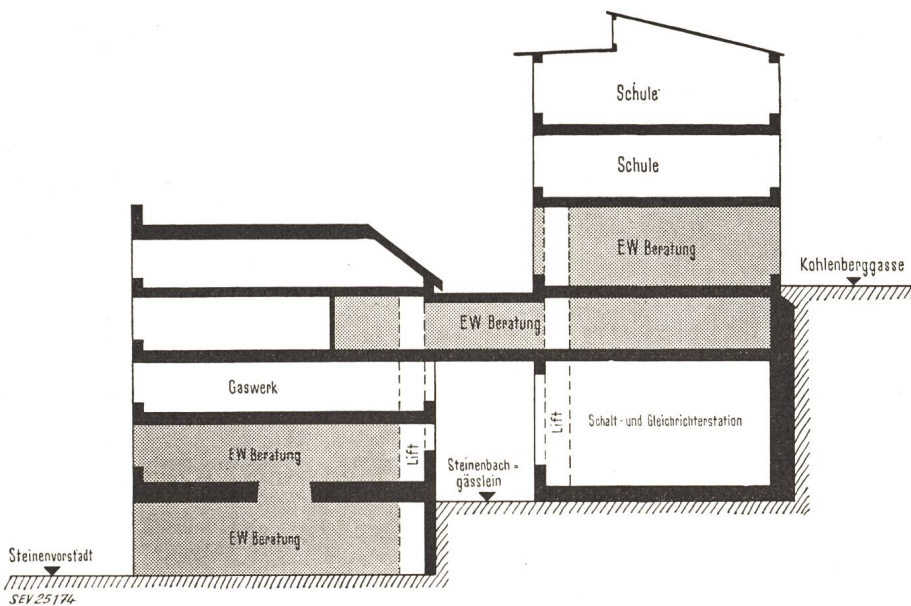 Schule
Schule
EW Beratung
Kohlenberggasse
EW Beratung
Gaswerk
Lift
Schalt- und Gleichrichterstation
EW Beratung
Lift
Steinenbach=
gässlein
EW Beratung
Steinenvorstadt
SEV 25174